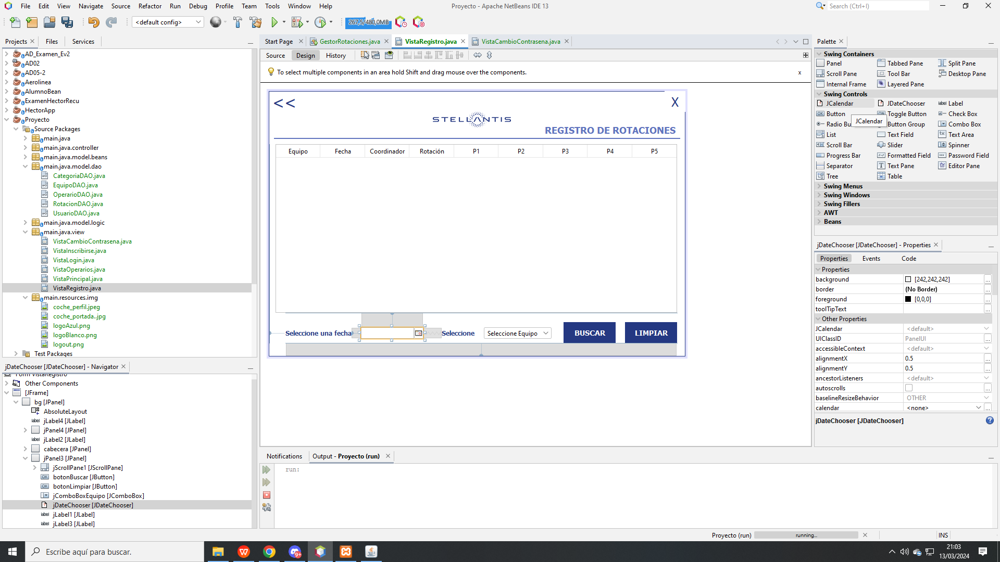 File Edit View Navigate Source Refactor Run Debug Profile Team Tools Window Help
Proyecto - Apache NetBeans IDE 13
Search (Ctrl+I)
<default config>
267,5/480,0MB
Projects Files Services
AD_Examen_Ev2
AD02
AD05-2
Aerolinea
AlumnoBean
ExamenHectorRecu
HectorApp
Proyecto
Source Packages
main.java
main.java.controller
main.java.model.beans
main.java.model.dao
CategoriaDAO.java
EquipoDAO.java
OperarioDAO.java
RotacionDAO.java
UsuarioDAO.java
main.java.model.logic
main.java.view
VistaCambioContrasena.java
VistaInscribirse.java
VistaLogin.java
VistaOperarios.java
VistaPrincipal.java
VistaRegistro.java
main.resources.img
coche_perfil.jpeg
coche_portada..jpg
logoAzul.png
logoBlanco.png
logout.png
Test Packages
jDateChooser [JDateChooser] - Navigator
Form VistaRegistro
Other Components
[JFrame]
bg [JPanel]
AbsoluteLayout
jLabel4 [JLabel]
jPanel4 [JPanel]
jLabel2 [JLabel]
cabecera [JPanel]
jPanel3 [JPanel]
jScrollPane1 [JScrollPane]
botonBuscar [JButton]
botonLimpiar [JButton]
jComboBoxEquipo [JComboBox]
jDateChooser [JDateChooser]
jLabel1 [JLabel]
jLabel3 [JLabel]
Start Page GestorRotaciones.java VistaRegistro.java VistaCambioContrasena.java
Source Design History
To select multiple components in an area hold Shift and drag mouse over the components.
x
<< X
STELLANTIS
REGISTRO DE ROTACIONES
Equipo Fecha Coordinador Rotación P1 P2 P3 P4 P5
Seleccione una fecha Seleccione Seleccione Equipo BUSCAR LIMPIAR
Notifications Output - Proyecto (run)
run:
Palette
Swing Containers
Panel Tabbed Pane Split Pane
Scroll Pane Tool Bar Desktop Pane
Internal Frame Layered Pane
Swing Controls
JCalendar JDateChooser Label
Button Toggle Button Check Box
JCalendar
Radio Bu Button Group Combo Box
List Text Field Text Area
Scroll Bar Slider Spinner
Progress Bar Formatted Field Password Field
Separator Text Pane Editor Pane
Tree Table
Swing Menus
Swing Windows
Swing Fillers
AWT
Beans
jDateChooser [JDateChooser] - Properties
Properties Events Code
Properties
background [242,242,242] ...
border (No Border) ...
foreground [0,0,0] ...
toolTipText ...
Other Properties
JCalendar <default>
UIClassID PanelUI ...
accessibleContext <default>
alignmentX 0.5 ...
alignmentY 0.5 ...
ancestorListeners <default>
autoscrolls ...
baselineResizeBehavior OTHER
calendar <none> ...
jDateChooser [JDateChooser]
Proyecto (run) running... INS
Escribe aquí para buscar.
9+
21:03
13/03/2024